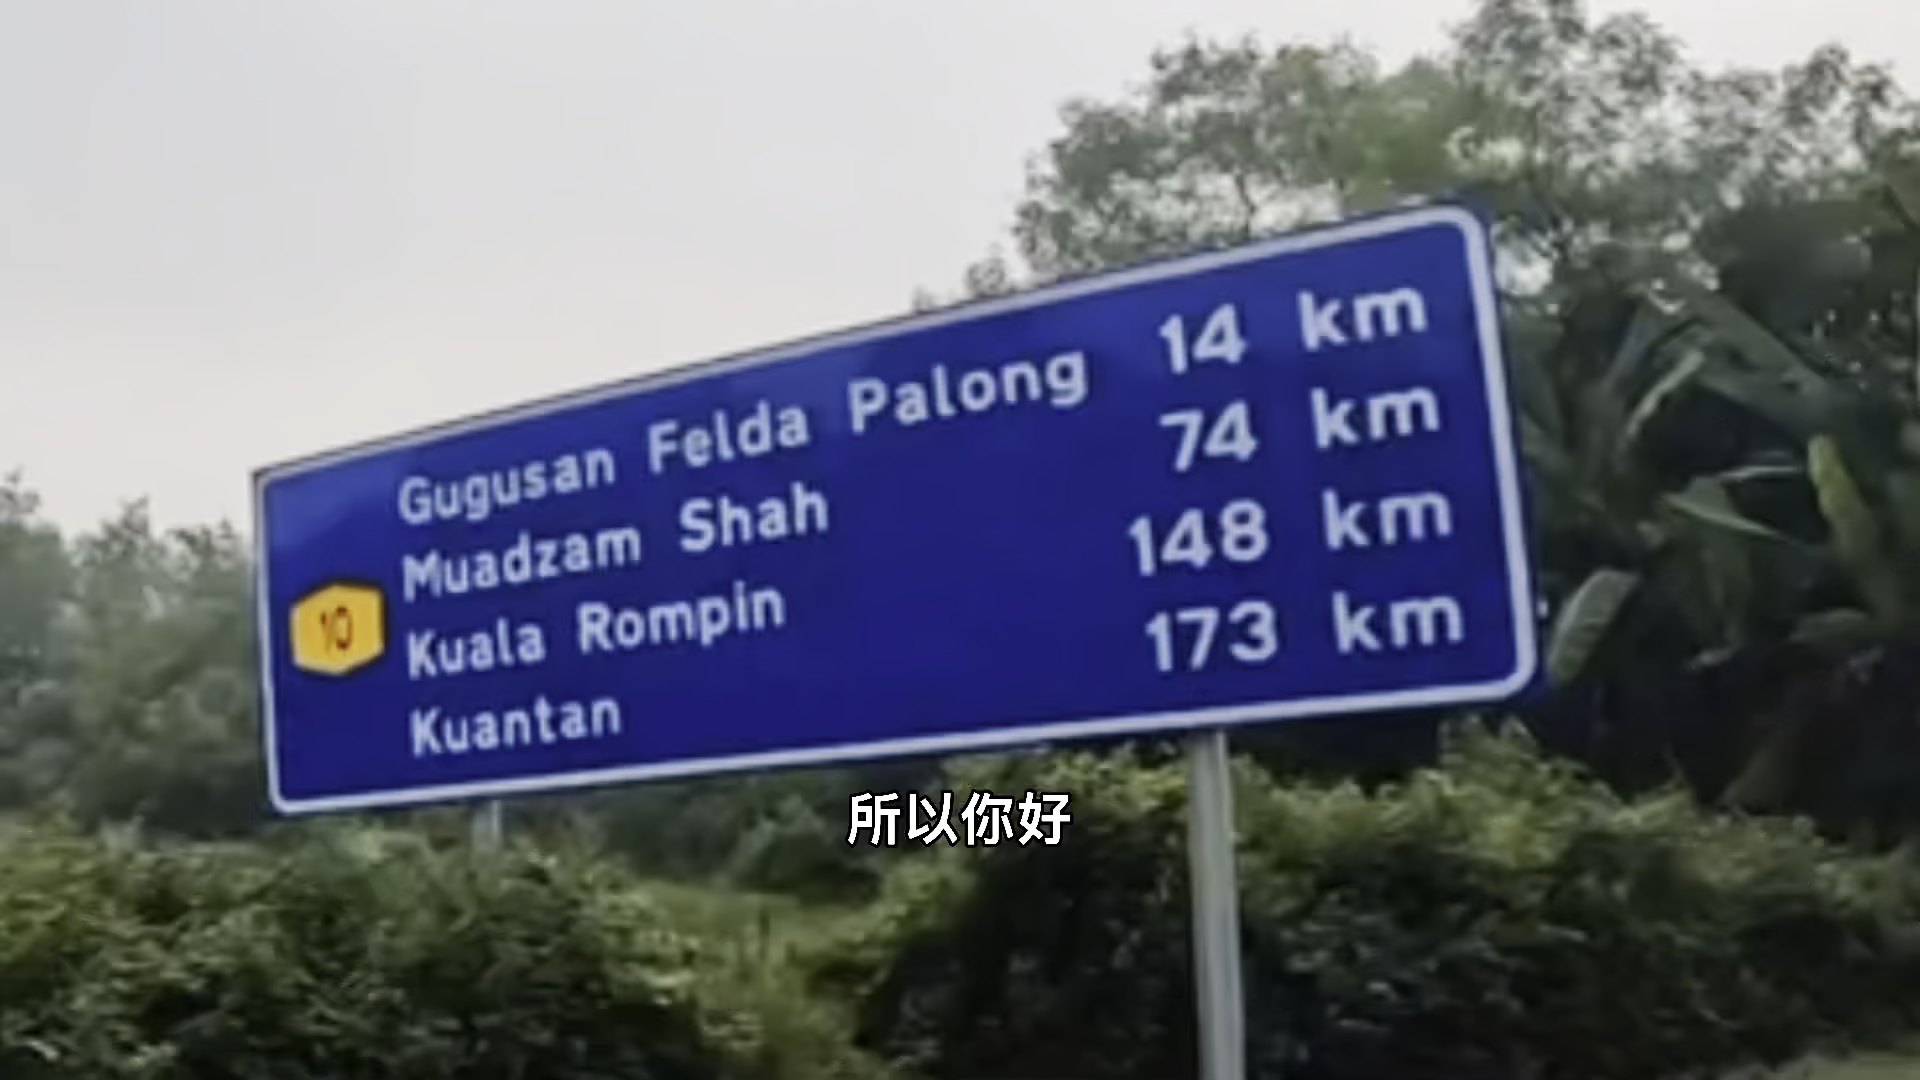 Gugusan Felda Palong 14 km
Muadzam Shah 74 km
10
Kuala Rompin 148 km
Kuantan 173 km
所以你好